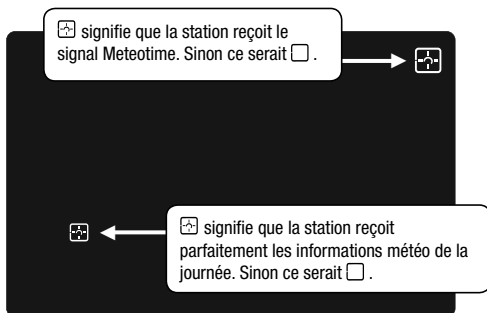 signifie que la station reçoit le
signal Meteotime. Sinon ce serait .
signifie que la station reçoit
parfaitement les informations météo de la
journée. Sinon ce serait .